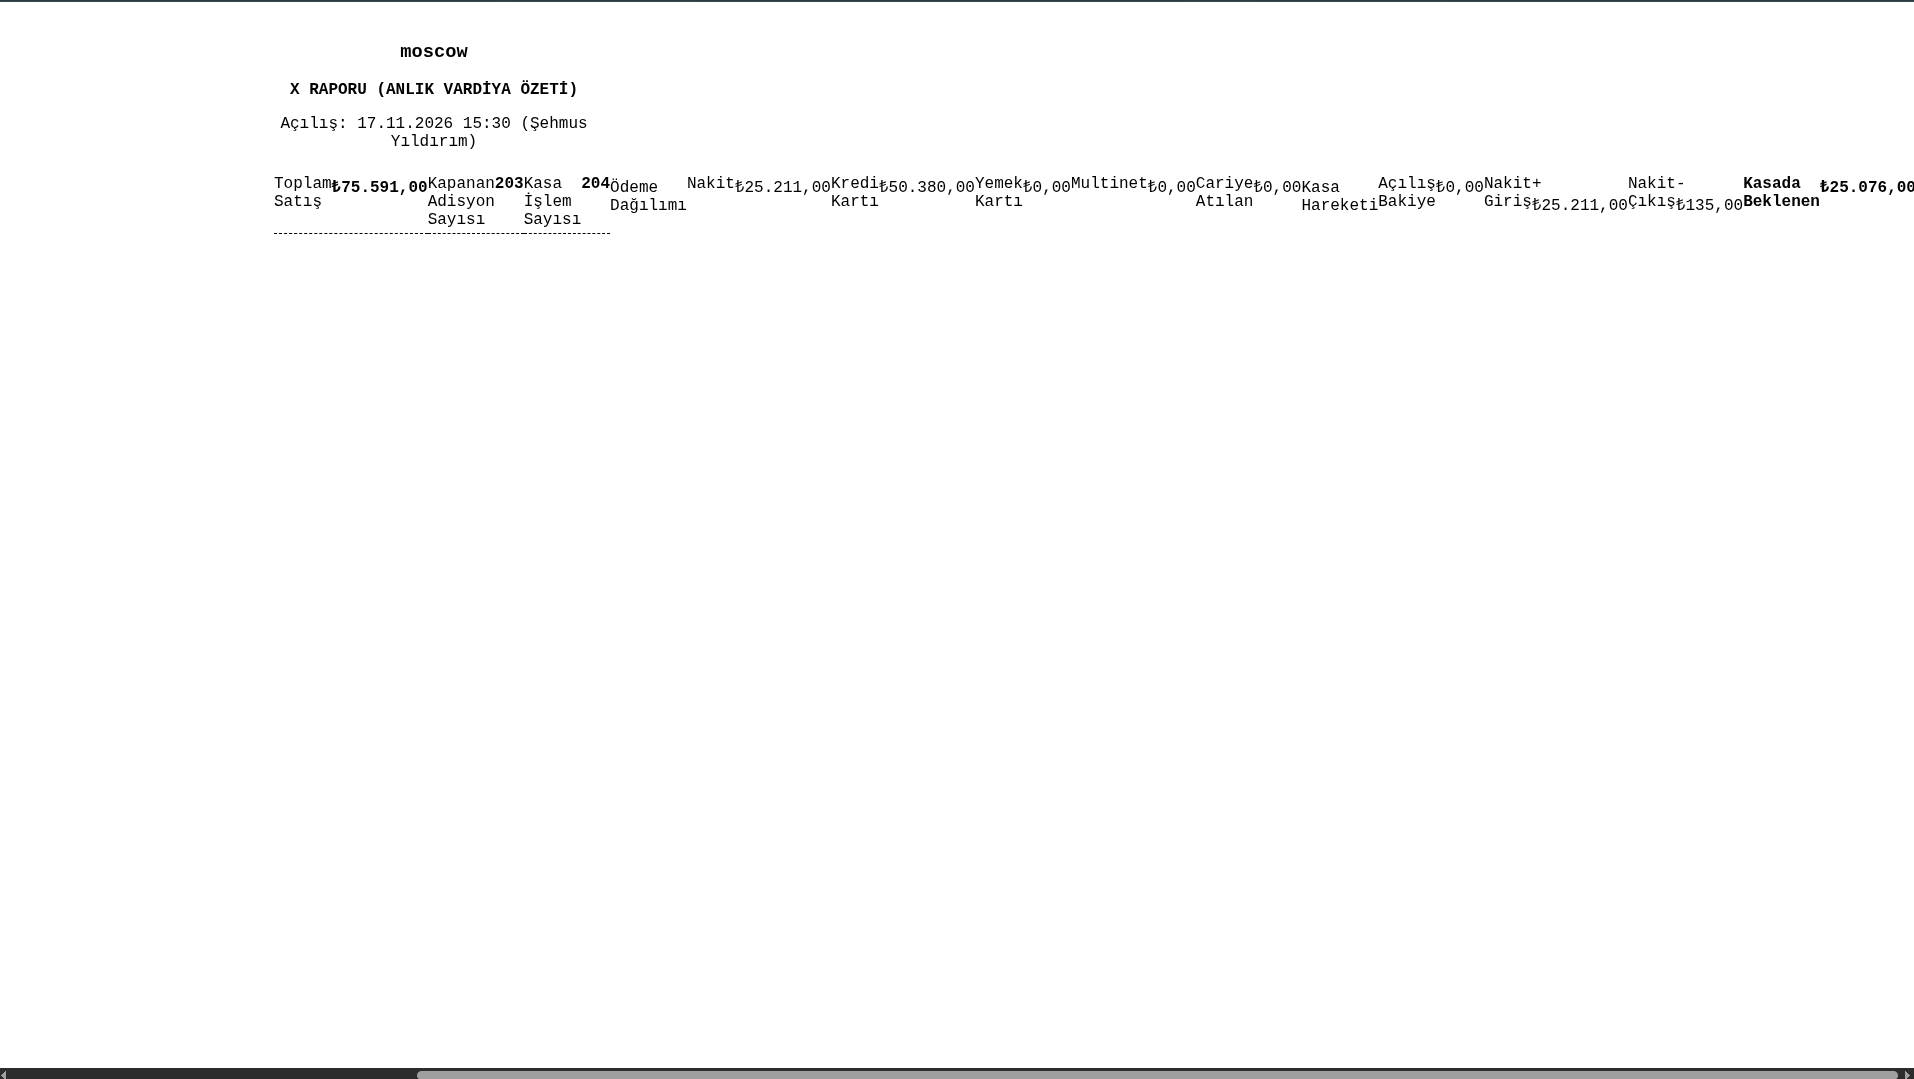 moscow
X RAPORU (ANLIK VARDİYA ÖZETİ)
Açılış: 17.11.2026 15:30 (Şehmus
Yıldırım)
Toplam
Satış
₺75.591,00
Kapanan
Adisyon
Sayısı
203
Kasa
İşlem
Sayısı
204
Ödeme
Dağılımı
Nakit
₺25.211,00
Kredi
Kartı
₺50.380,00
Yemek
Kartı
₺0,00
Multinet
₺0,00
Cariye
Atılan
₺0,00
Kasa
Hareketi
Açılış
Bakiye
₺0,00
Nakit
Giriş
+
₺25.211,00
Nakit
Çıkış
-
₺135,00
Kasada
Beklenen
₺25.076,00